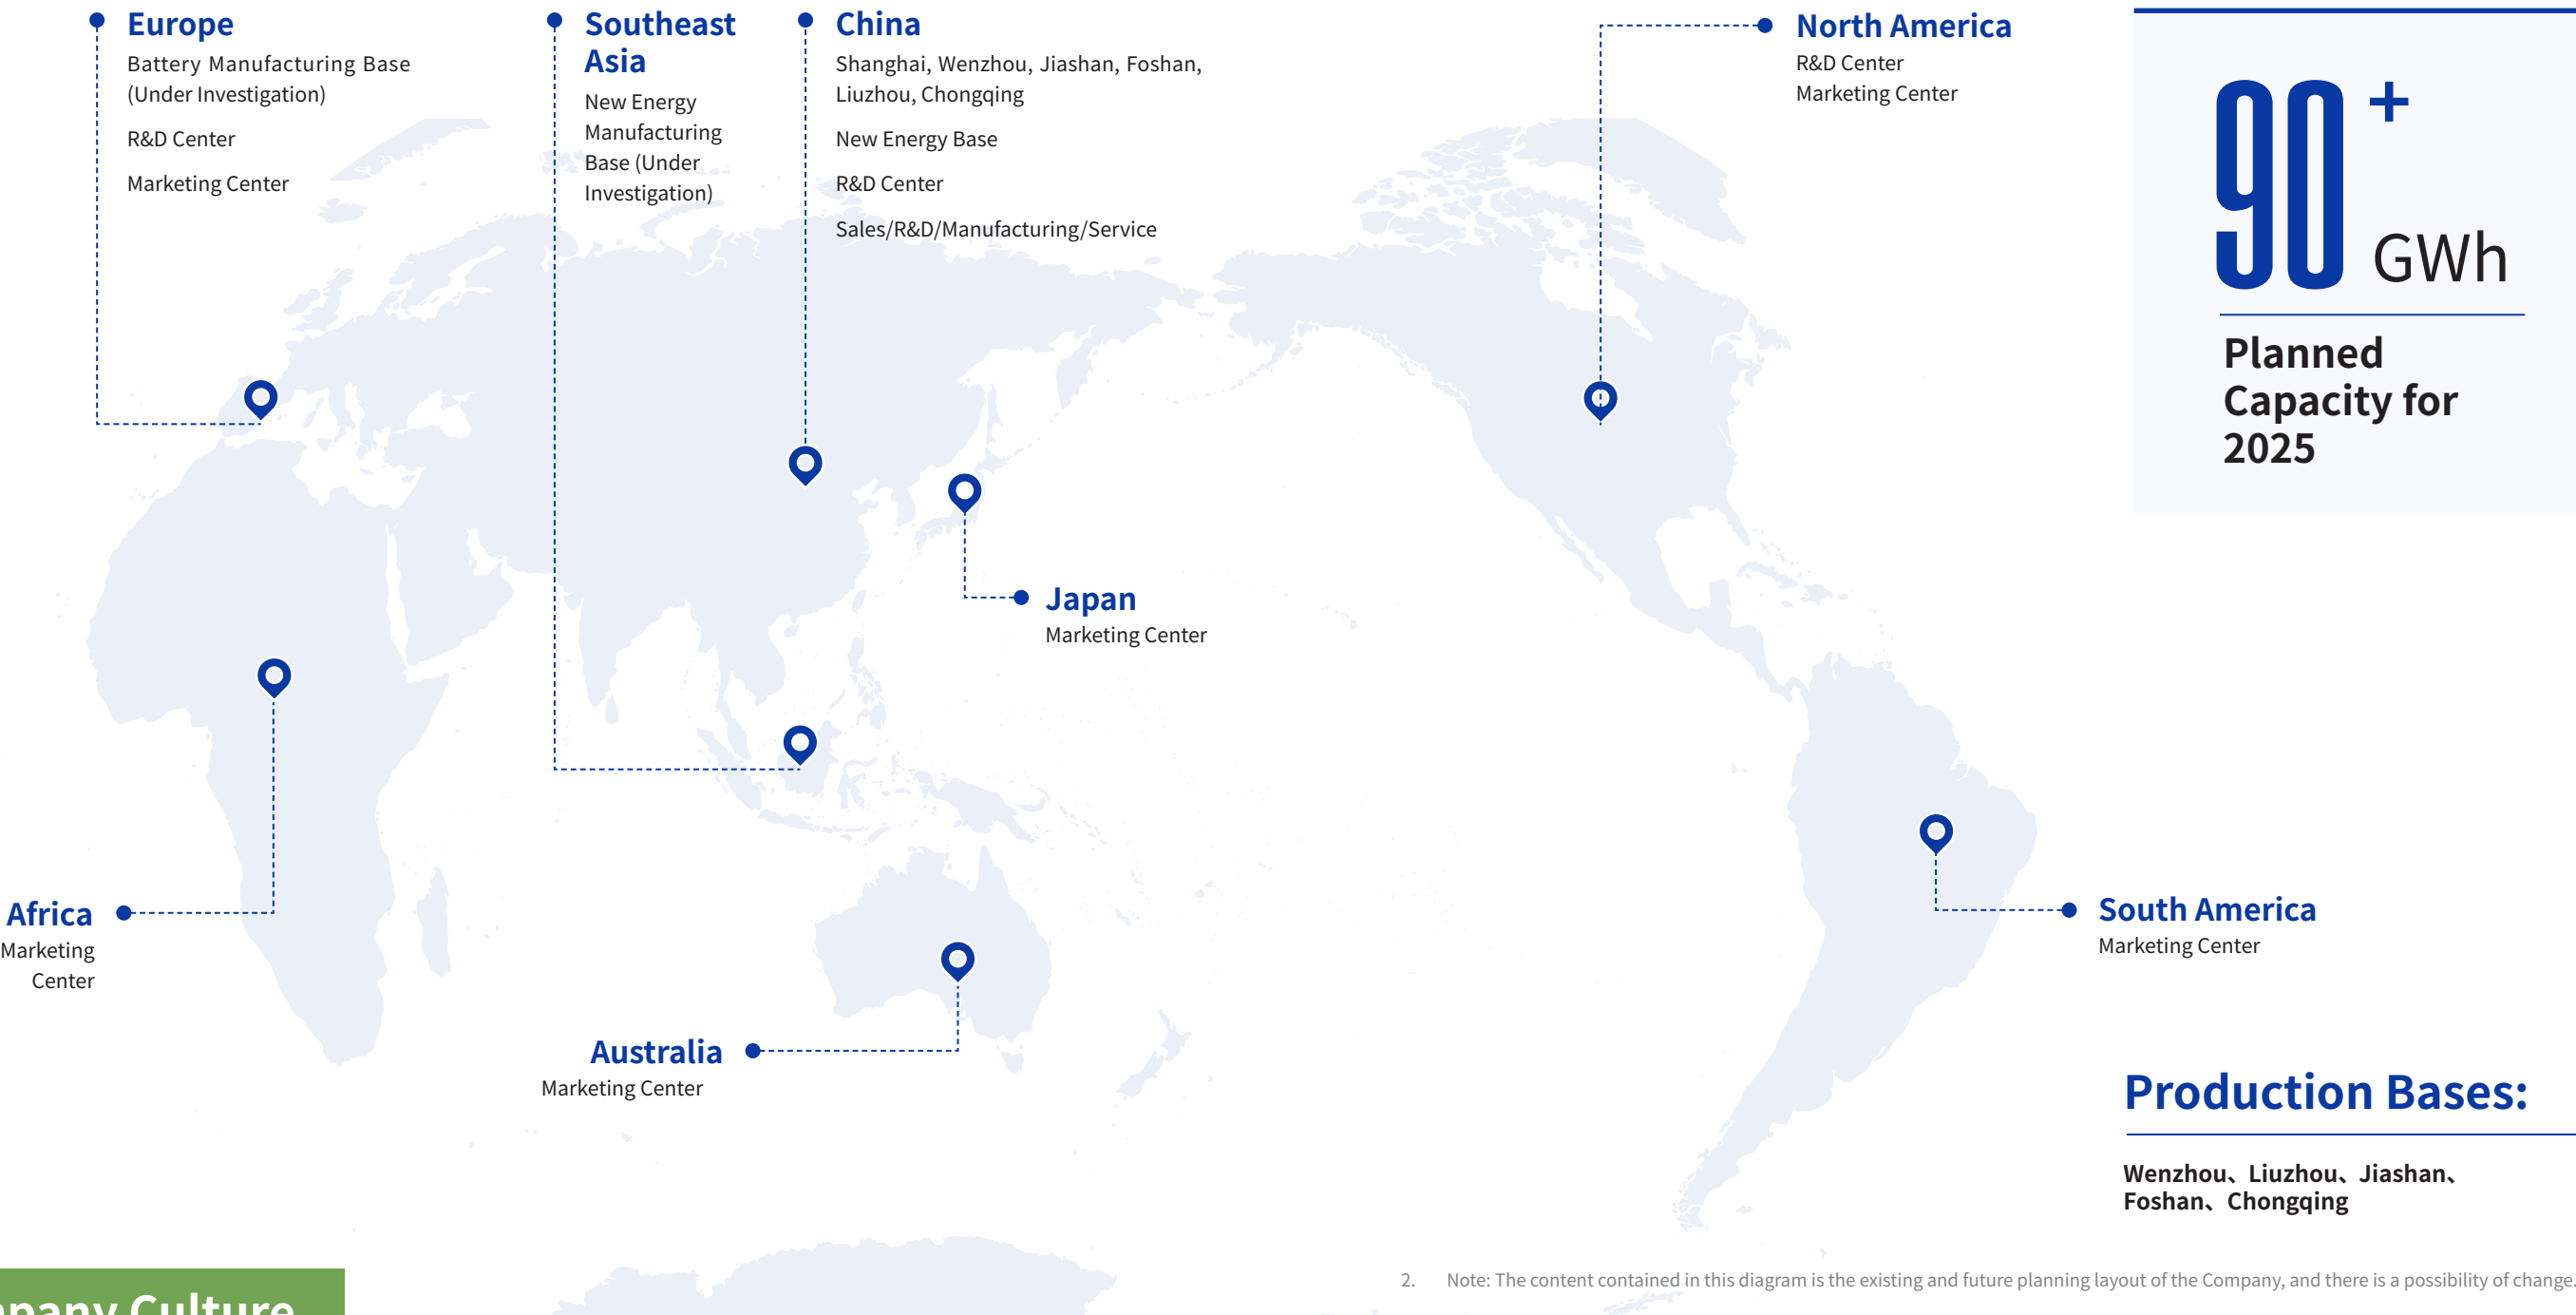 Europe
Battery Manufacturing Base
(Under Investigation)
R&D Center
Marketing Center
Southeast
Asia
New Energy
Manufacturing
Base (Under
Investigation)
China
Shanghai, Wenzhou, Jiashan, Foshan,
Liuzhou, Chongqing
New Energy Base
R&D Center
Sales/R&D/Manufacturing/Service
North America
R&D Center
Marketing Center
90+
GWh
Planned
Capacity for
2025
Japan
Marketing Center
Africa
Marketing
Center
Australia
Marketing Center
South America
Marketing Center
Production Bases:
Wenzhou、Liuzhou、Jiashan、
Foshan、Chongqing
2. Note: The content contained in this diagram is the existing and future planning layout of the Company, and there is a possibility of change.
Culture